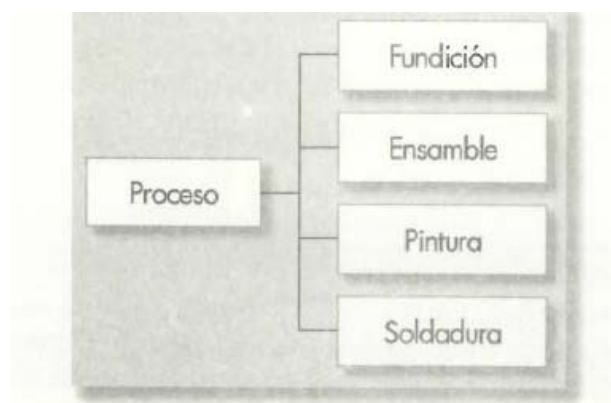 Fundición
Ensamble
Proceso
Pintura
Soldadura